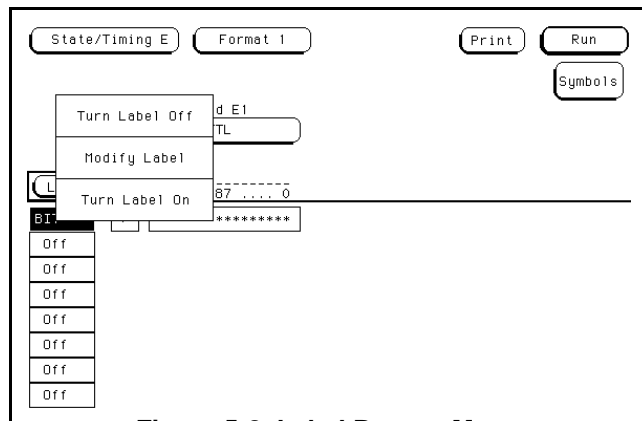 State/Timing E Format 1 Print Run
Symbols
Turn Label Off
d E1
TL
Modify Label
Turn Label On
L
87 .... 0
BI
*********
Off
Off
Off
Off
Off
Off
Off